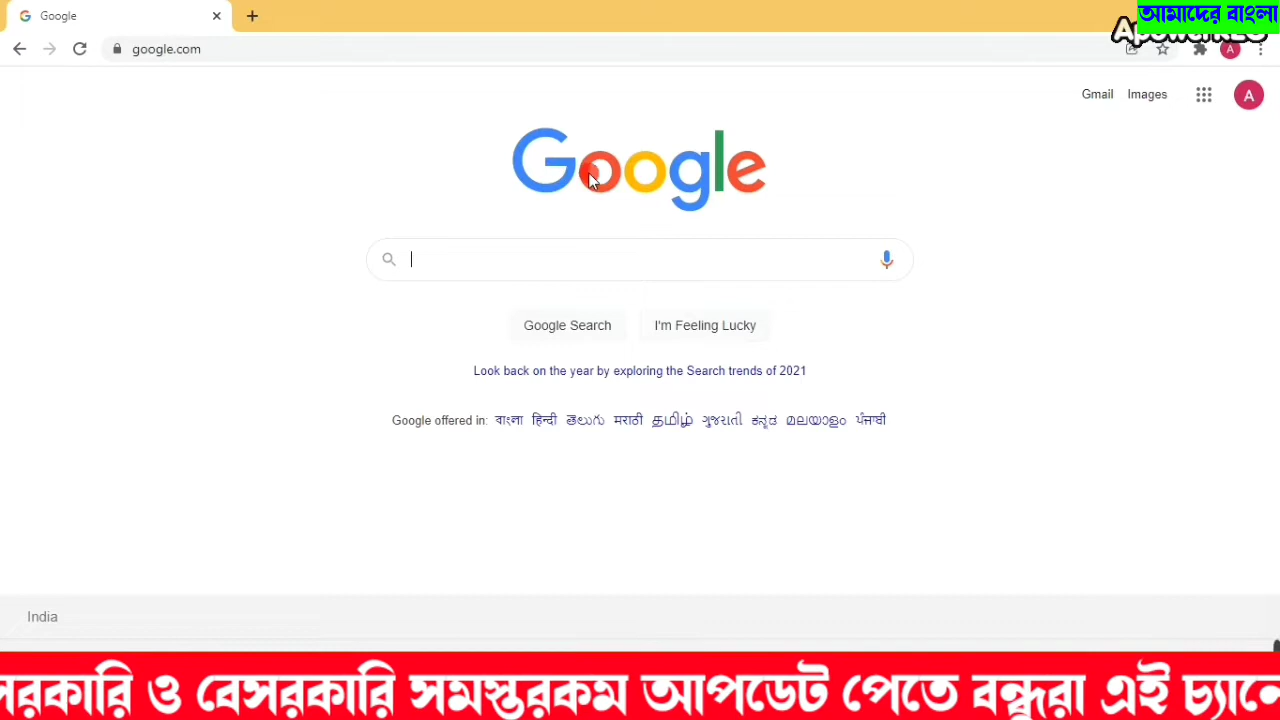 Google
আমাদের বাংলা
google.com
A
Gmail Images
A
Google
Google Search I'm Feeling Lucky
Look back on the year by exploring the Search trends of 2021
Google offered in: বাংলা हिन्दी తెలుగు मराठी தமிழ் ગુજરાતી ಕನ್ನಡ മലയാളം ਪੰਜਾਬੀ
India
সরকারি ও বেসরকারি সমস্তরকম আপডেট পেতে বন্ধুরা এই চ্যানে